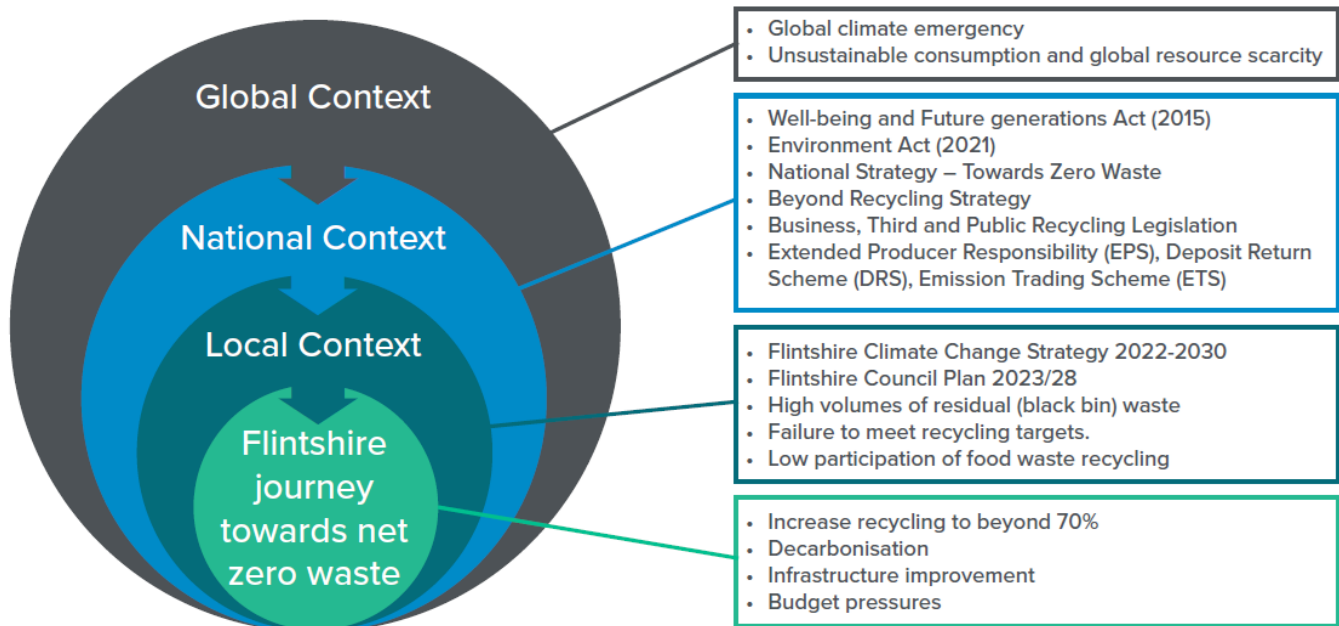 Global Context
National Context
Local Context
Flintshire
journey
towards net
zero waste
• Global climate emergency
• Unsustainable consumption and global resource scarcity
• Well-being and Future generations Act (2015)
• Environment Act (2021)
• National Strategy – Towards Zero Waste
• Beyond Recycling Strategy
• Business, Third and Public Recycling Legislation
• Extended Producer Responsibility (EPS), Deposit Return
Scheme (DRS), Emission Trading Scheme (ETS)
• Flintshire Climate Change Strategy 2022-2030
• Flintshire Council Plan 2023/28
• High volumes of residual (black bin) waste
• Failure to meet recycling targets.
• Low participation of food waste recycling
• Increase recycling to beyond 70%
• Decarbonisation
• Infrastructure improvement
• Budget pressures